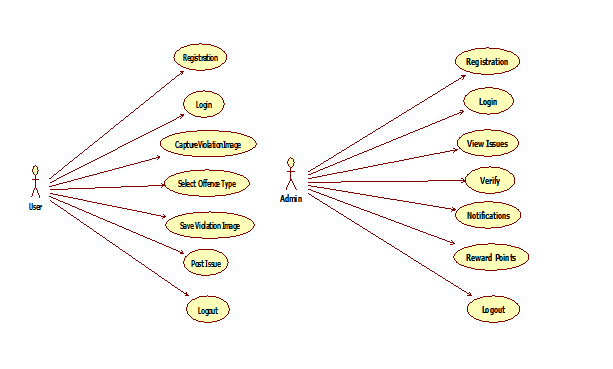 Registration
Login
CaptureViolationImage
Select Offence Type
Save Violation Image
Post Issue
Logout
User
Registration
Login
View Issues
Verify
Notifications
Reward Points
Logout
Admin